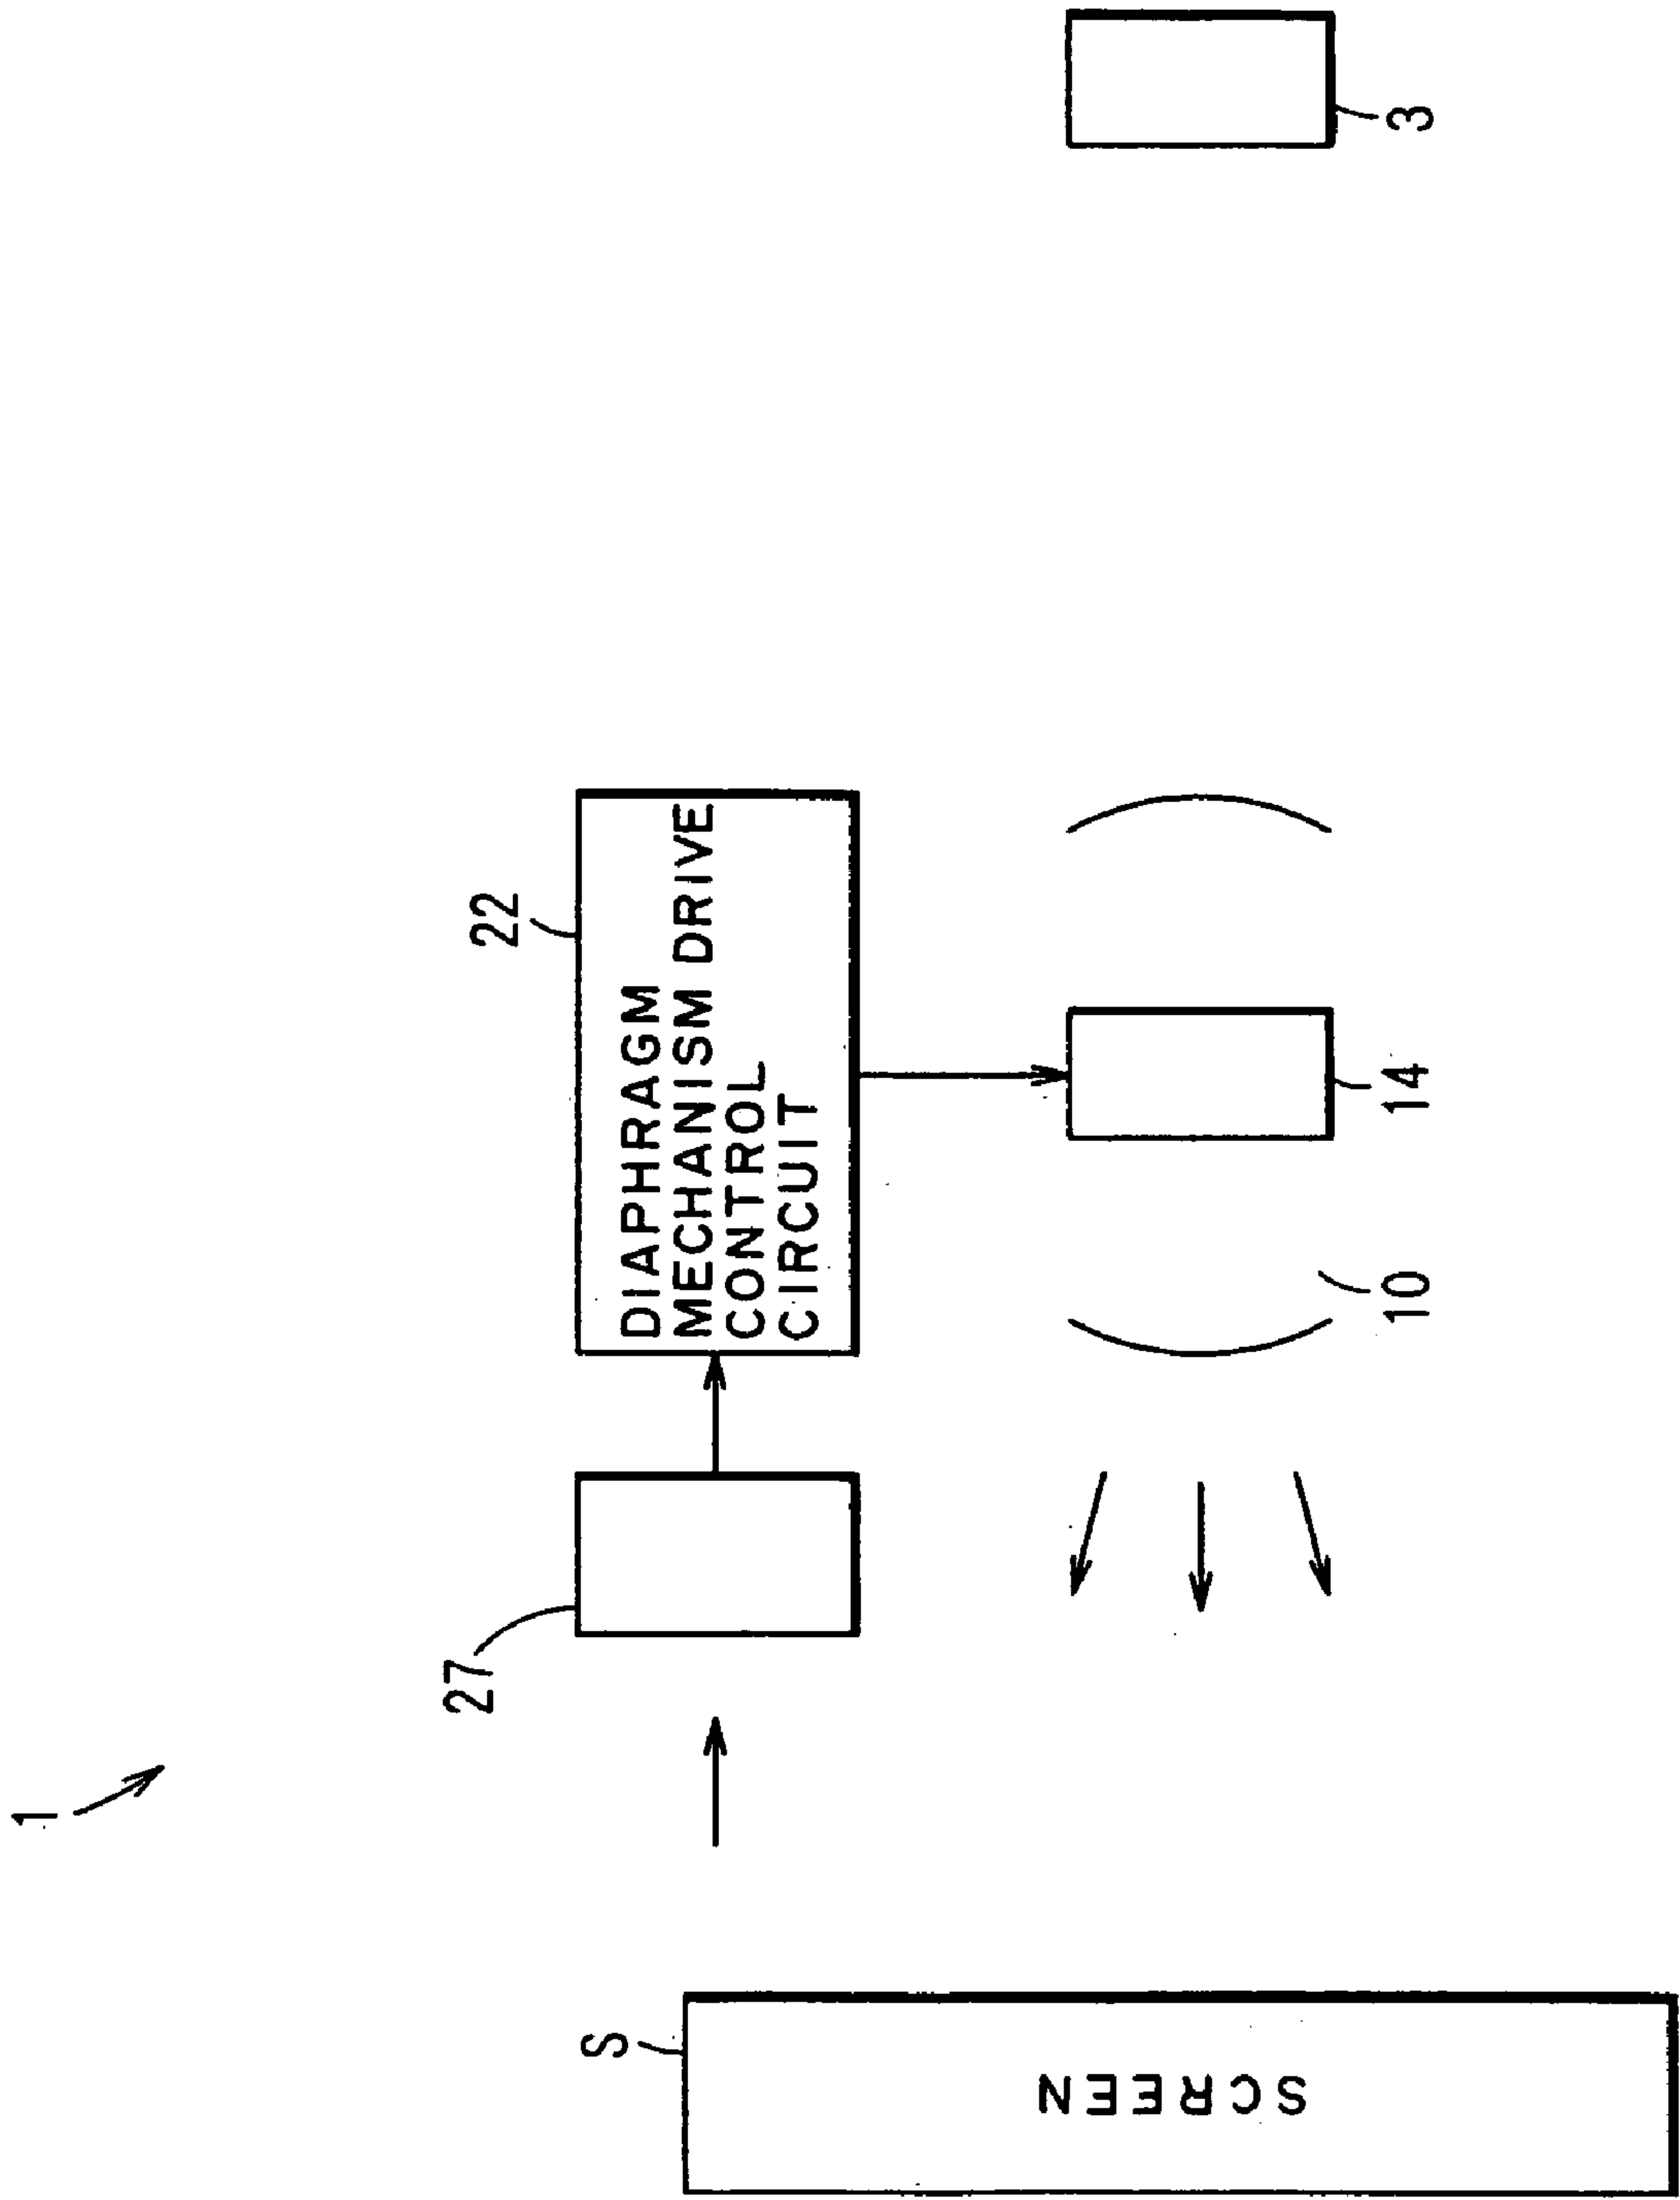 1
S
SCREEN
27
22
DIAPHRAGM
MECHANISM DRIVE
CONTROL
CIRCUIT
10
14
3